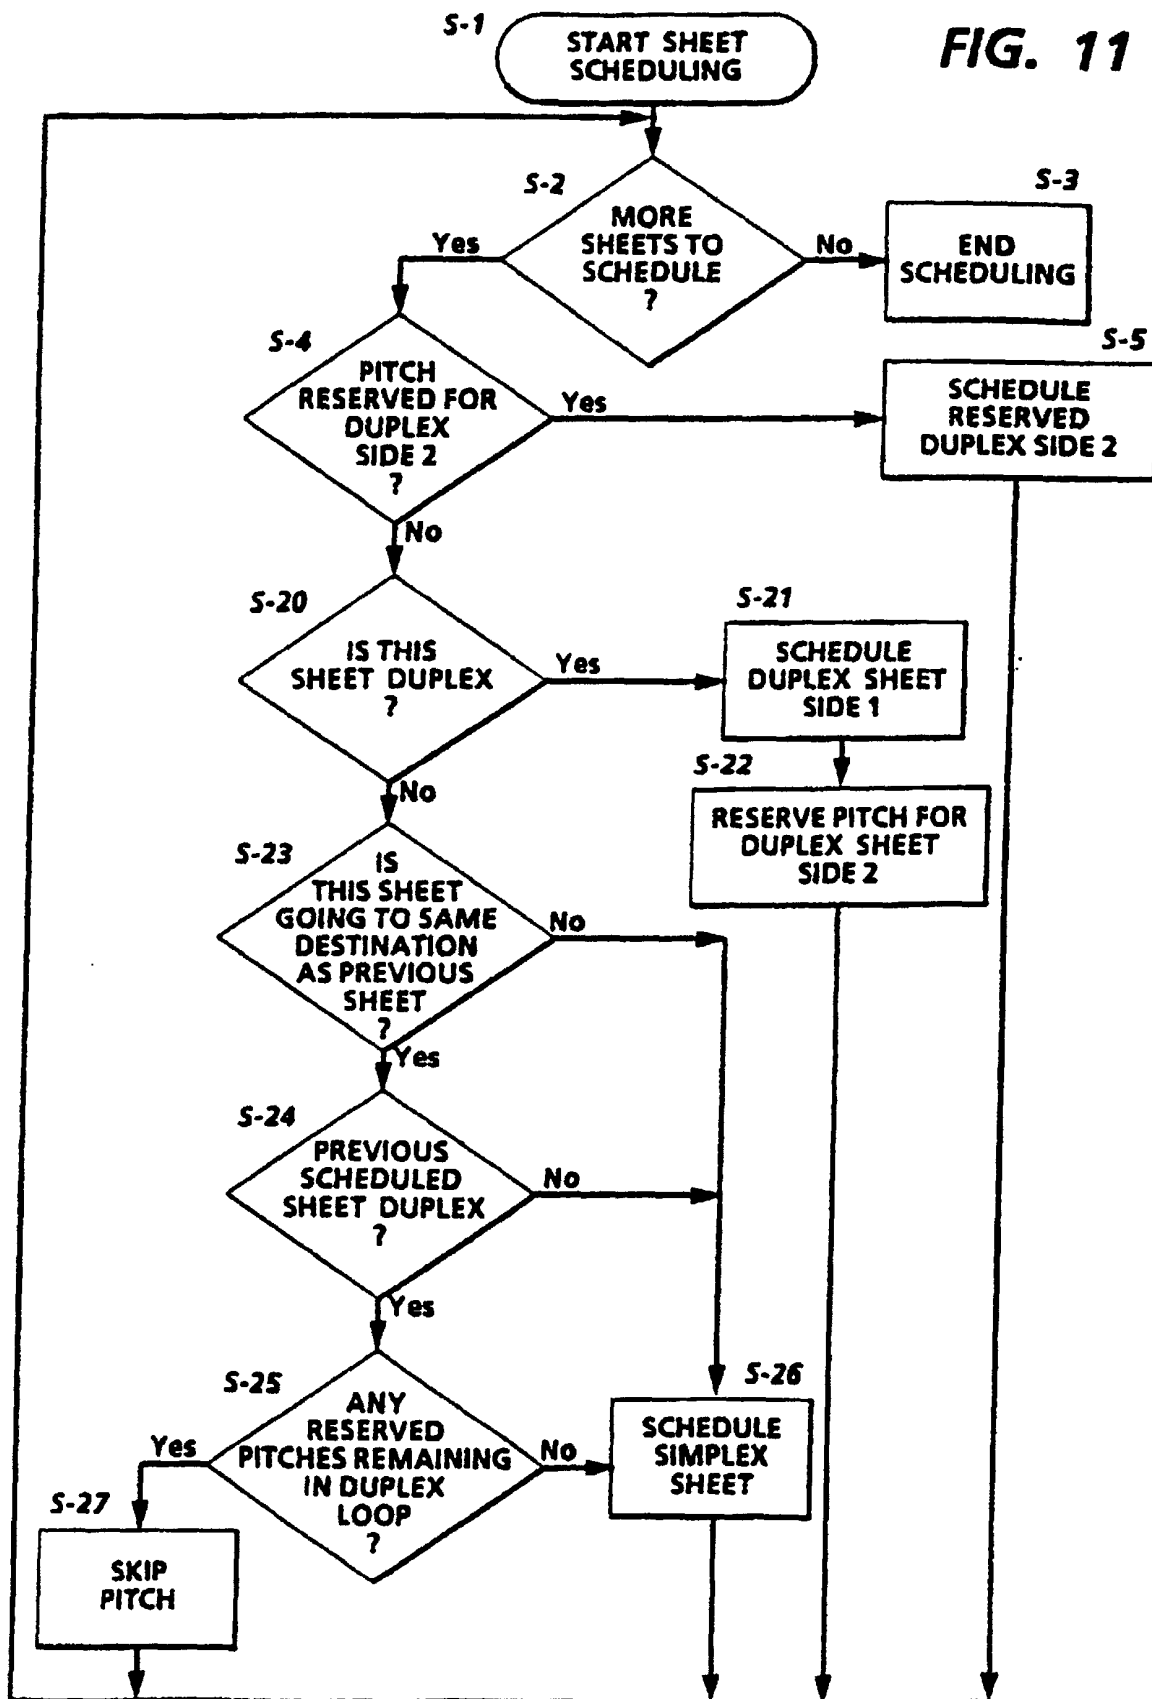 S-1
START SHEET
SCHEDULING
FIG. 11
S-2
MORE
SHEETS TO
SCHEDULE
?
Yes
No
S-3
END
SCHEDULING
S-4
PITCH
RESERVED FOR
DUPLEX
SIDE 2
?
Yes
No
S-5
SCHEDULE
RESERVED
DUPLEX SIDE 2
S-20
IS THIS
SHEET DUPLEX
?
Yes
No
S-21
SCHEDULE
DUPLEX SHEET
SIDE 1
S-22
RESERVE PITCH FOR
DUPLEX SHEET
SIDE 2
S-23
IS
THIS SHEET
GOING TO SAME
DESTINATION
AS PREVIOUS
SHEET
?
No
Yes
S-24
PREVIOUS
SCHEDULED
SHEET DUPLEX
?
No
Yes
S-25
ANY
RESERVED
PITCHES REMAINING
IN DUPLEX
LOOP
?
Yes
No
S-26
SCHEDULE
SIMPLEX
SHEET
S-27
SKIP
PITCH